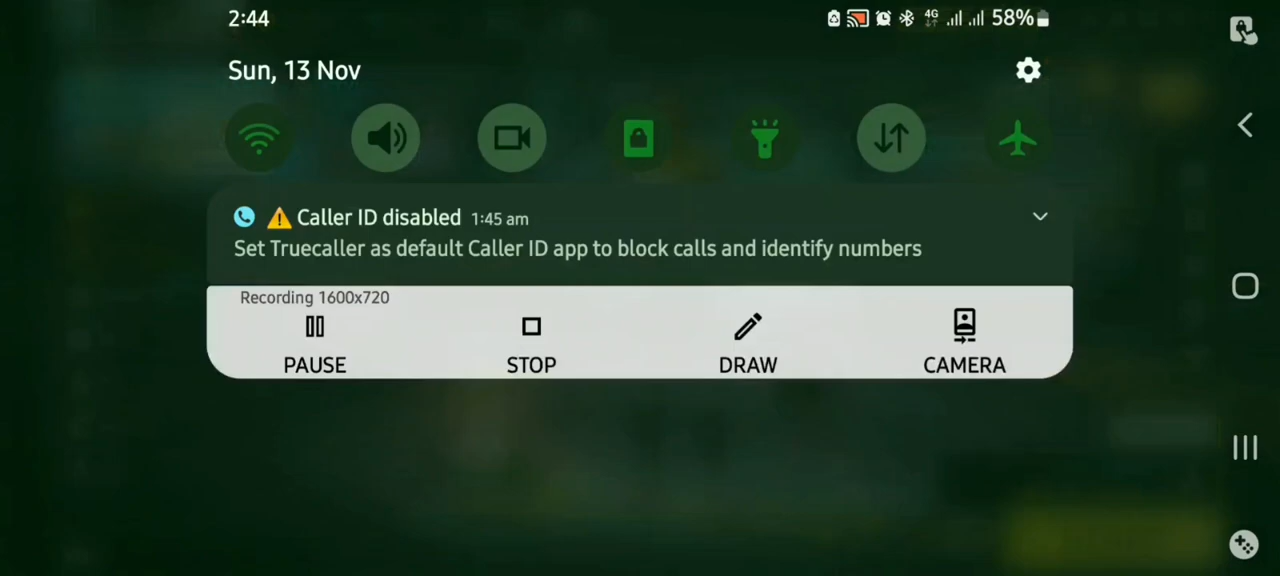 2:44
4G
58%
Sun, 13 Nov
Caller ID disabled 1:45 am
Set Truecaller as default Caller ID app to block calls and identify numbers
Recording 1600x720
PAUSE STOP DRAW CAMERA